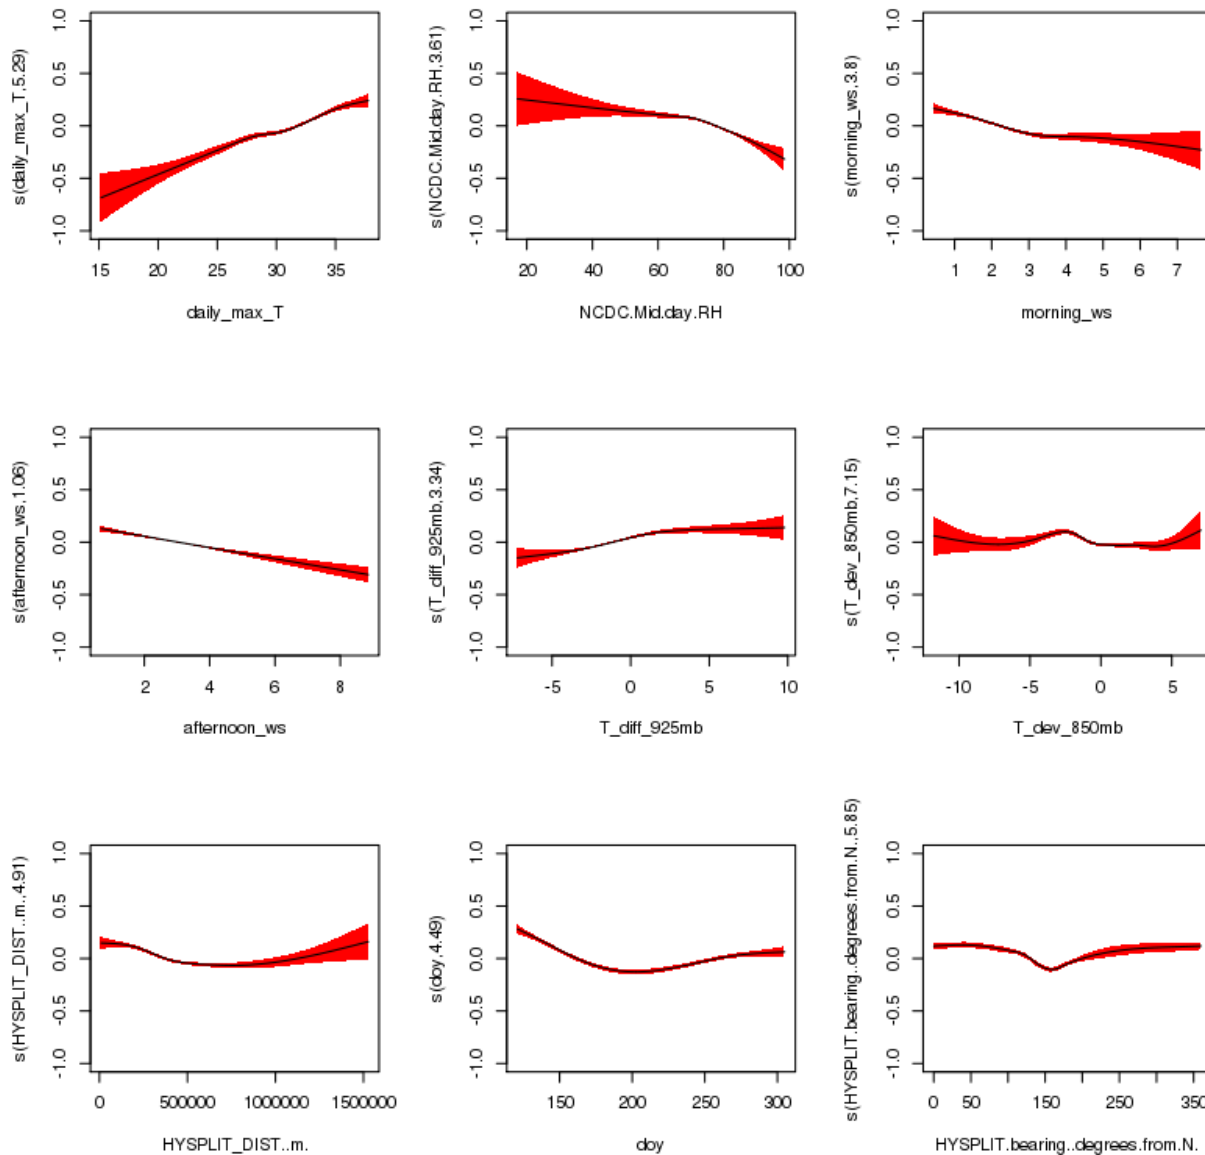 s(daily_max_T,5.29)
1.0
0.5
0.0
-0.5
-1.0
15 20 25 30 35
daily_max_T
s(NCDC.Mid.day.RH,3.61)
1.0
0.5
0.0
-0.5
-1.0
20 40 60 80 100
NCDC.Mid.day.RH
s(morning_ws,3.8)
1.0
0.5
0.0
-0.5
-1.0
1 2 3 4 5 6 7
morning_ws
s(afternoon_ws,1.06)
1.0
0.5
0.0
-0.5
-1.0
2 4 6 8
afternoon_ws
s(T_diff_925mb,3.34)
1.0
0.5
0.0
-0.5
-1.0
-5 0 5 10
T_diff_925mb
s(T_dev_850mb,7.15)
1.0
0.5
0.0
-0.5
-1.0
-10 -5 0 5
T_dev_850mb
s(HYSPLIT_DIST..m.,4.91)
1.0
0.5
0.0
-0.5
-1.0
0 500000 1000000 1500000
HYSPLIT_DIST..m.
s(doy,4.49)
1.0
0.5
0.0
-0.5
-1.0
150 200 250 300
doy
s(HYSPLIT.bearing..degrees.from.N.,5.85)
1.0
0.5
0.0
-0.5
-1.0
0 50 150 250 350
HYSPLIT.bearing..degrees.from.N.